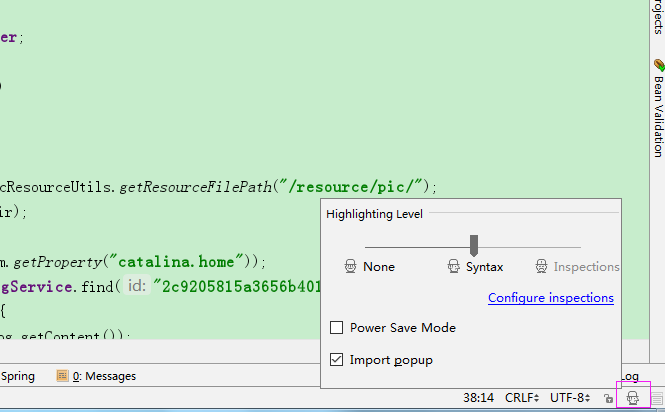 er;
)
cResourceUtils.getResourceFilePath("/resource/pic/");
ir);
m.getProperty("catalina.home"));
gService.find( id: "2c9205815a3656b401
{
og.getContent());
Highlighting Level
None Syntax Inspections
Configure inspections
Power Save Mode
Import popup
rojects
Bean Validation
Spring 0: Messages Log
38:14 CRLF UTF-8